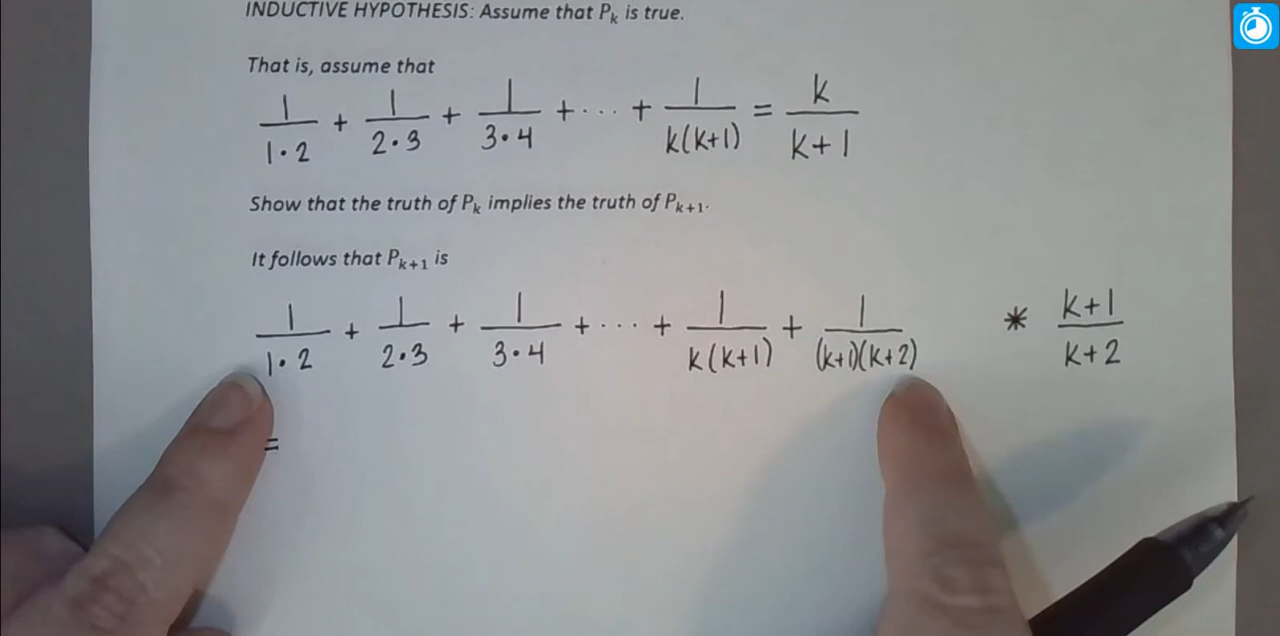 INDUCTIVE HYPOTHESIS: Assume that Pₖ is true.
That is, assume that
1/(1·2) + 1/(2·3) + 1/(3·4) + ··· + 1/(k(k+1)) = k/(k+1)
Show that the truth of Pₖ implies the truth of Pₖ₊₁.
It follows that Pₖ₊₁ is
1/(1·2) + 1/(2·3) + 1/(3·4) + ··· + 1/(k(k+1)) + 1/((k+1)(k+2)) * (k+1)/(k+2)
=